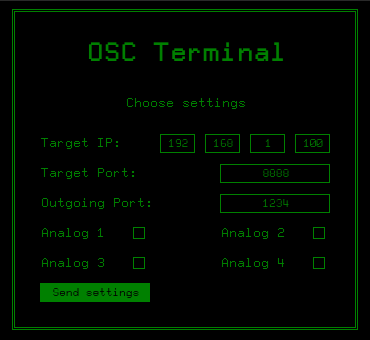 OSC Terminal
Choose settings
Target IP: 192 168 1 100
Target Port: 8888
Outgoing Port: 1234
Analog 1 Analog 2
Analog 3 Analog 4
Send settings